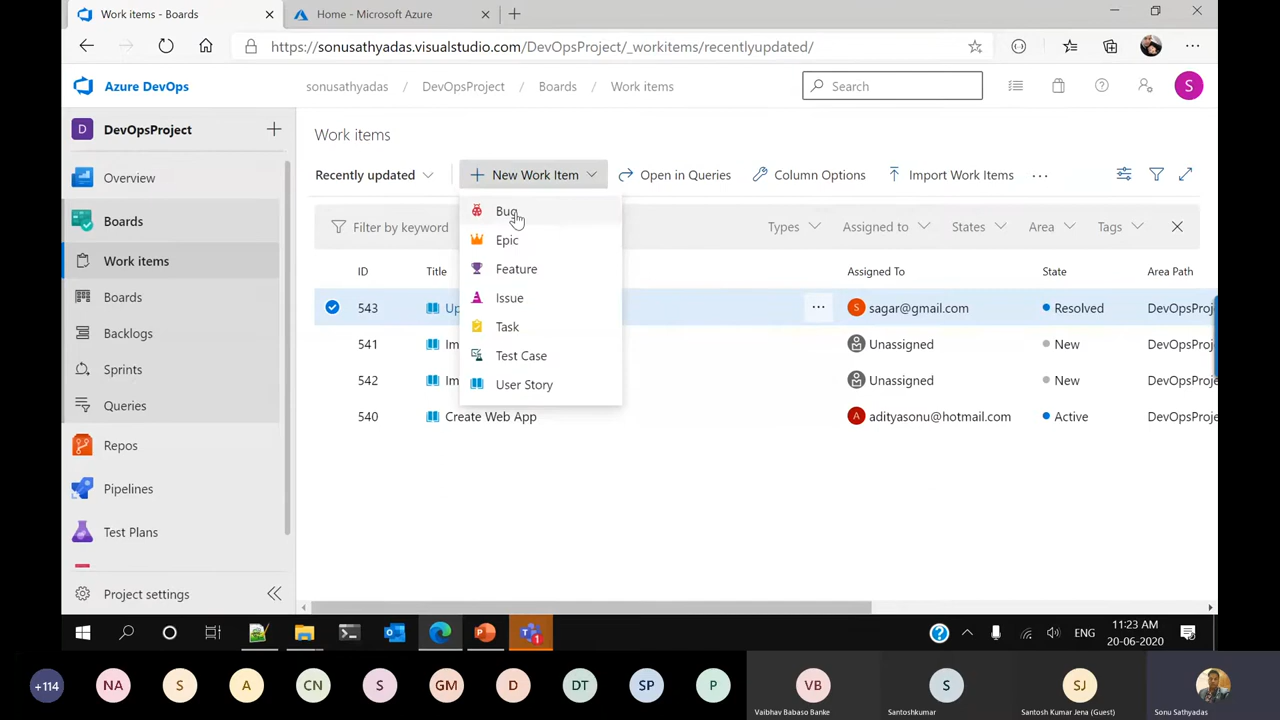 Work items - Boards
Home - Microsoft Azure
https://sonusathyadas.visualstudio.com/DevOpsProject/_workitems/recentlyupdated/
Azure DevOps
sonusathyadas / DevOpsProject / Boards / Work items
Search
S
D DevOpsProject
Work items
Overview
Recently updated
New Work Item
Open in Queries
Column Options
Import Work Items
Boards
Bug
Filter by keyword
Types
Assigned to
States
Area
Tags
Epic
Work items
Feature
ID
Title
Assigned To
State
Area Path
Boards
Issue
543
Up
S sagar@gmail.com
Resolved
DevOpsProj
Backlogs
Task
541
Im
Unassigned
New
DevOpsProj
Sprints
Test Case
542
Im
Unassigned
New
DevOpsProj
Queries
User Story
540
Create Web App
A adityasonu@hotmail.com
Active
DevOpsProj
Repos
Pipelines
Test Plans
Project settings
ENG
11:23 AM
20-06-2020
1
+114
NA
S
A
CN
S
GM
D
DT
SP
P
VB
S
SJ
Vaibhav Babaso Banke
Santoshkumar
Santosh Kumar Jena (Guest)
Sonu Sathyadas